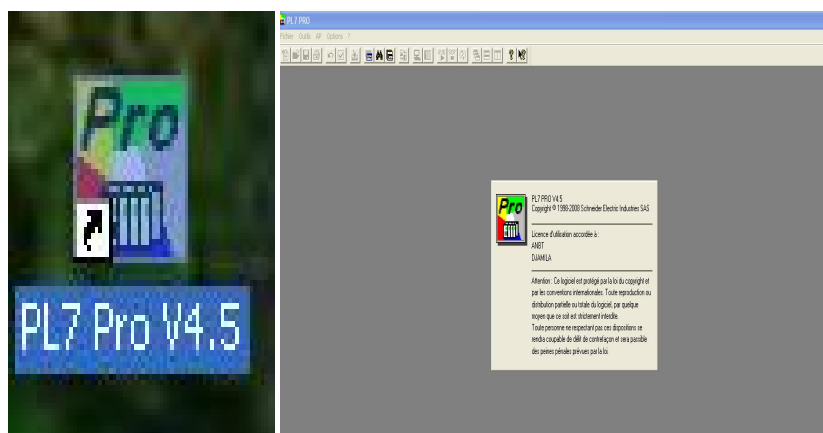 Pro
PL7 Pro V4.5
PL7 PRO
Fichier Outils AP Options ?
Pro
PL7 PRO V4.5
Copyright © 1998-2008 Schneider Electric Industries SAS
Licence d'utilisation accordée à :
ANBT
DJAMILA
Attention : Ce logiciel est protégé par la loi du copyright et
par les conventions internationales. Toute reproduction ou
distribution partielle ou totale du logiciel, par quelque
moyen que ce soit est strictement interdite.
Toute personne ne respectant pas ces dispositions se
rendra coupable de délit de contrefaçon et sera passible
des peines pénales prévues par la loi.